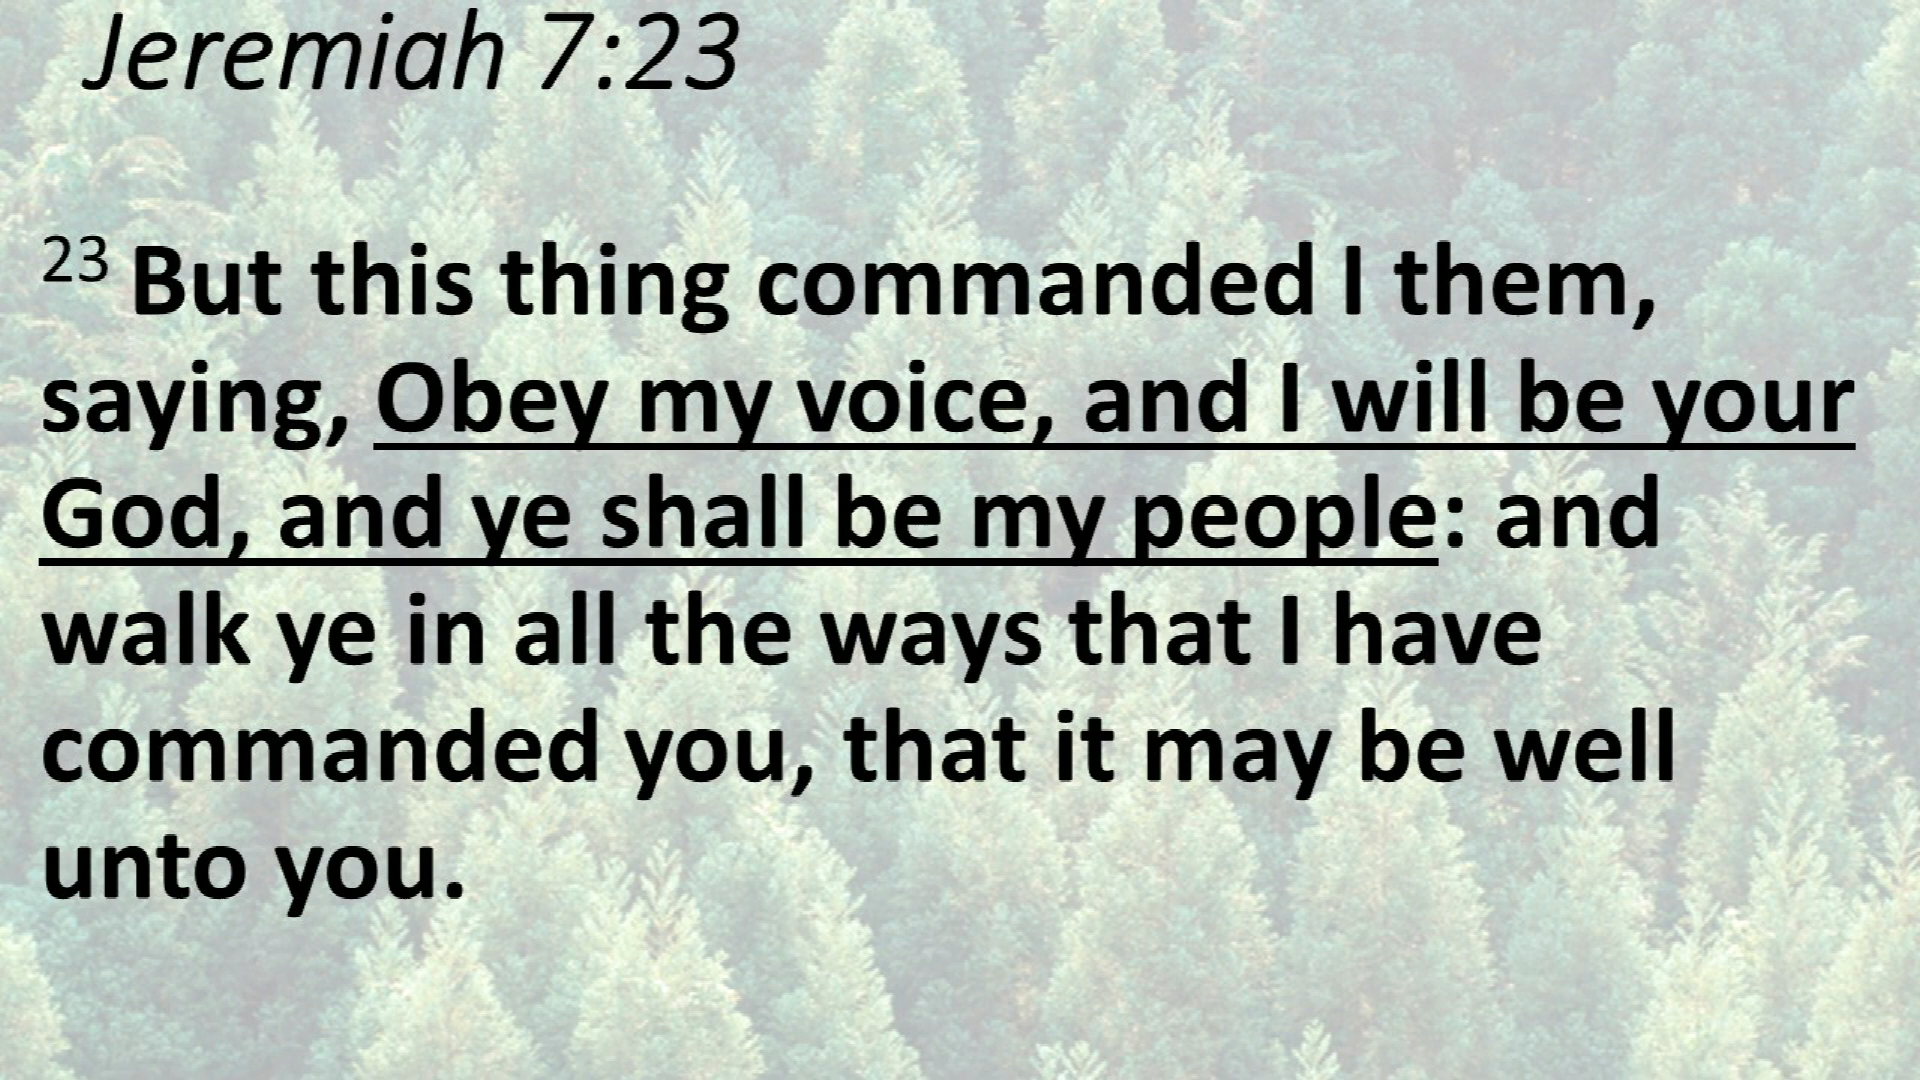 Jeremiah 7:23
23 But this thing commanded I them,
saying, Obey my voice, and I will be your
God, and ye shall be my people: and
walk ye in all the ways that I have
commanded you, that it may be well
unto you.